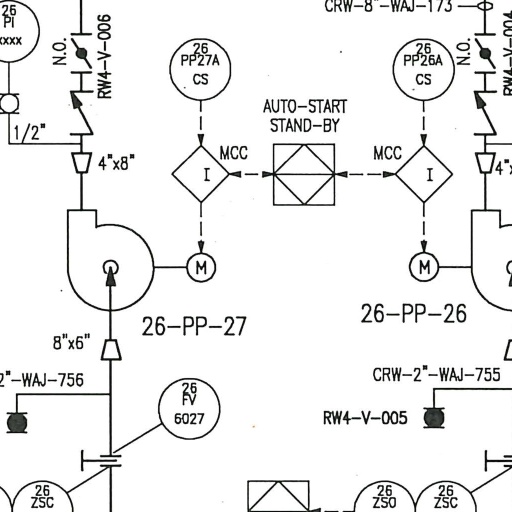 26
PI
xxxx
N.O.
RW4-V-006
26
PP27A
CS
26
PP26A
CS
CRW-8"-WAJ-173
N.O.
AUTO-START
STAND-BY
1/2"
4"x8"
MCC
MCC
I
I
M
M
26-PP-27
26-PP-26
8"x6"
2"-WAJ-756
CRW-2"-WAJ-755
26
FV
6027
RW4-V-005
26
ZSC
26
ZSO
26
ZSC